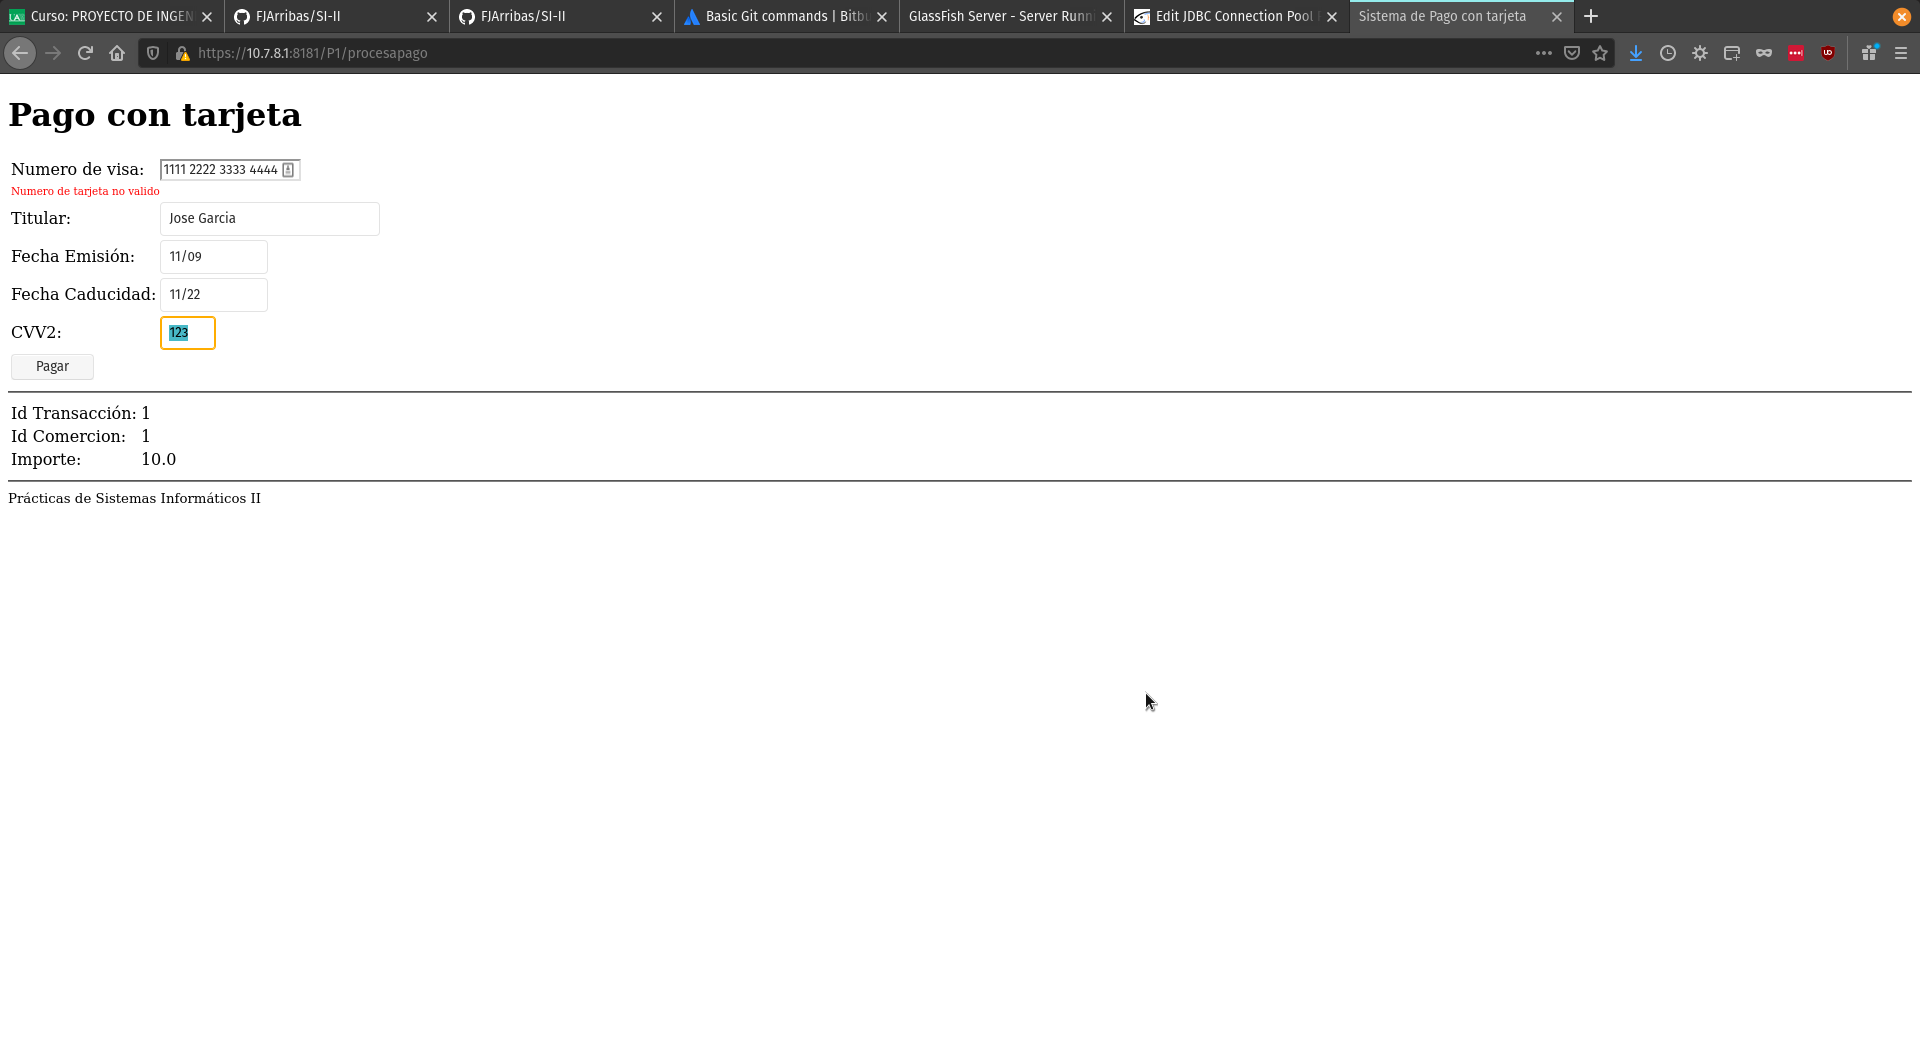 Curso: PROYECTO DE INGEN
FJArribas/SI-II
FJArribas/SI-II
Basic Git commands | Bitbu
GlassFish Server - Server Runn
Edit JDBC Connection Pool
Sistema de Pago con tarjeta
https://10.7.8.1:8181/P1/procesapago
Pago con tarjeta
Numero de visa: 1111 2222 3333 4444
Numero de tarjeta no valido
Titular: Jose Garcia
Fecha Emisión: 11/09
Fecha Caducidad: 11/22
CVV2: 123
Pagar
Id Transacción: 1
Id Comercion: 1
Importe: 10.0
Prácticas de Sistemas Informáticos II